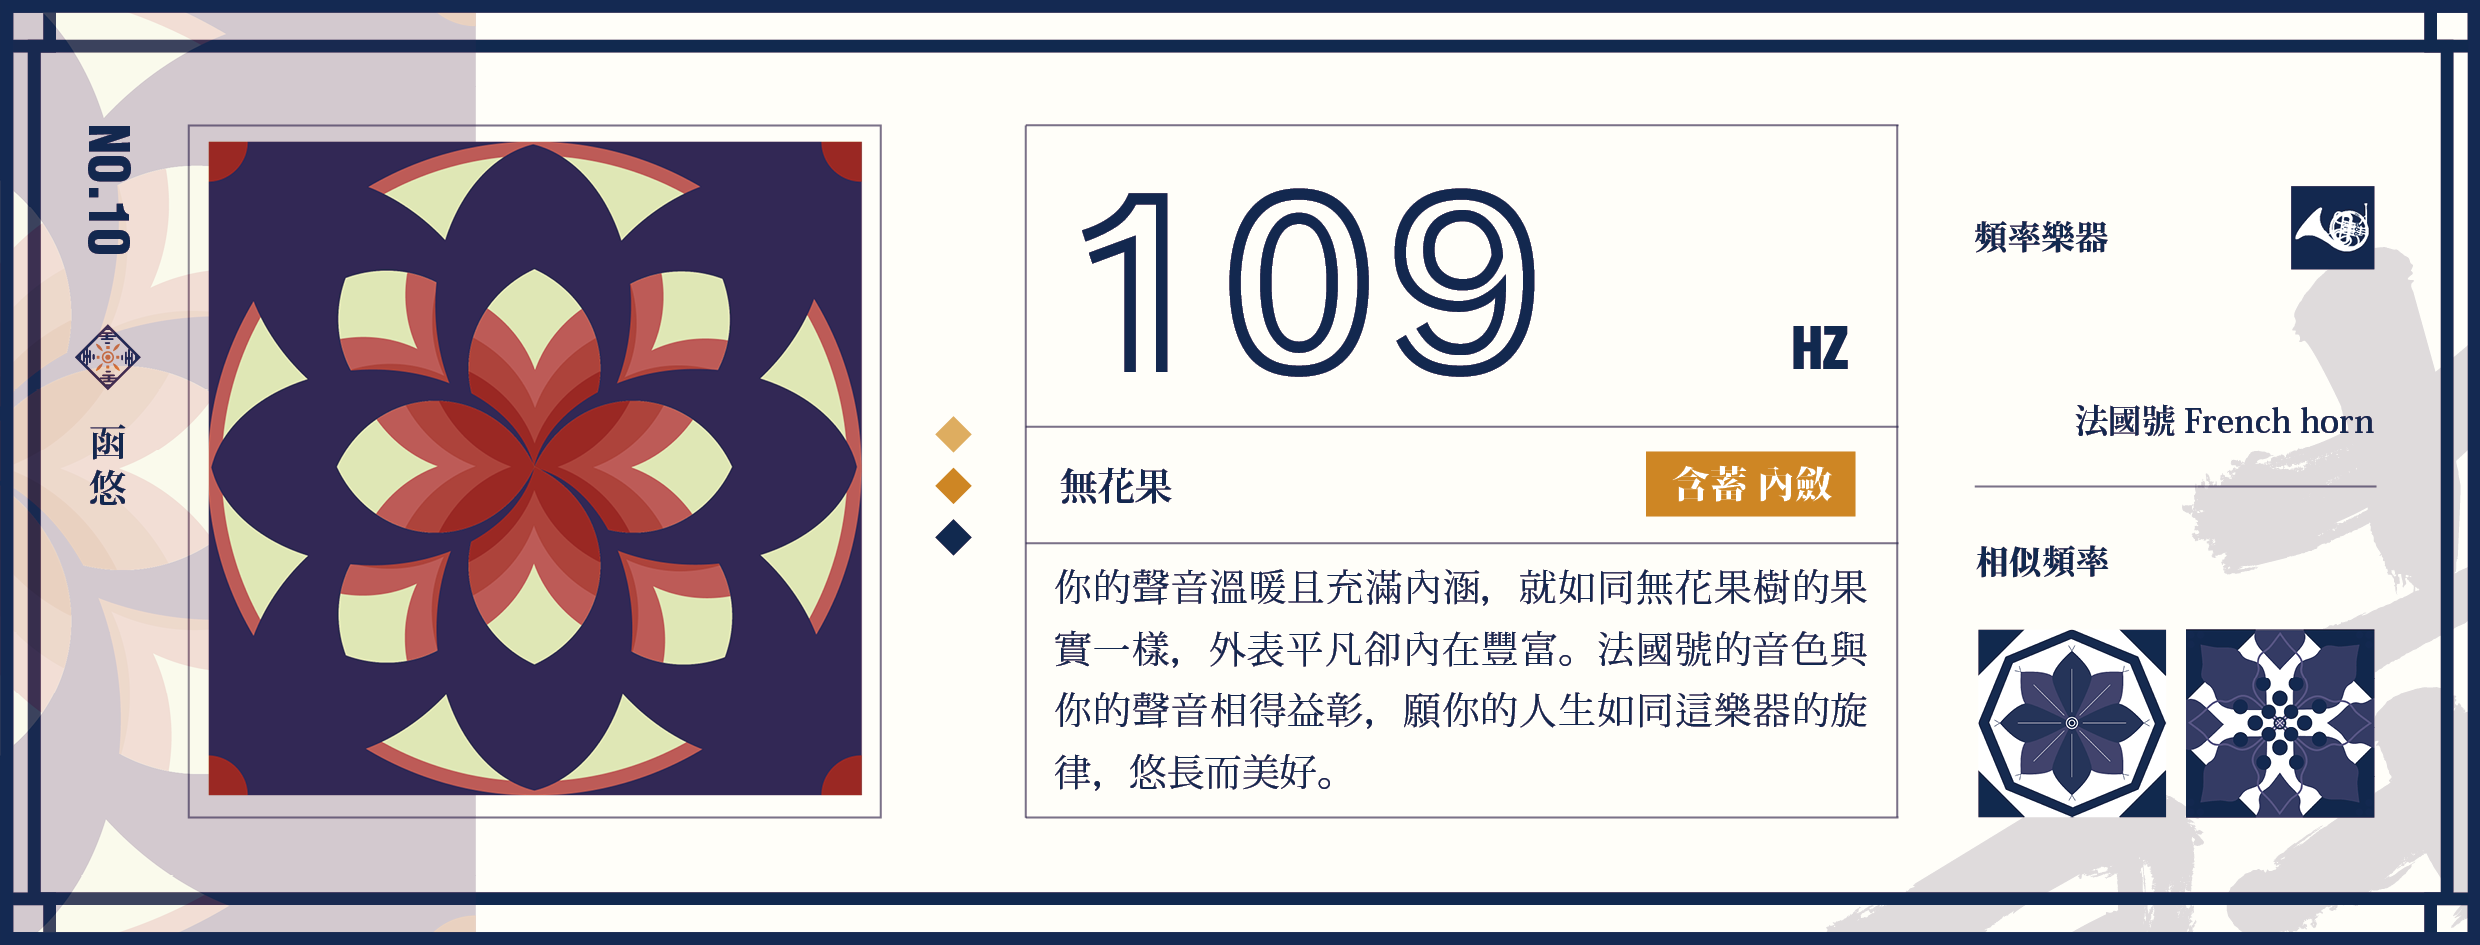 NO.10
函悠
109
HZ
無花果
含蓄 內斂
你的聲音溫暖且充滿內涵，就如同無花果樹的果
實一樣，外表平凡卻內在豐富。法國號的音色與
你的聲音相得益彰，願你的人生如同這樂器的旋
律，悠長而美好。
頻率樂器
法國號 French horn
相似頻率